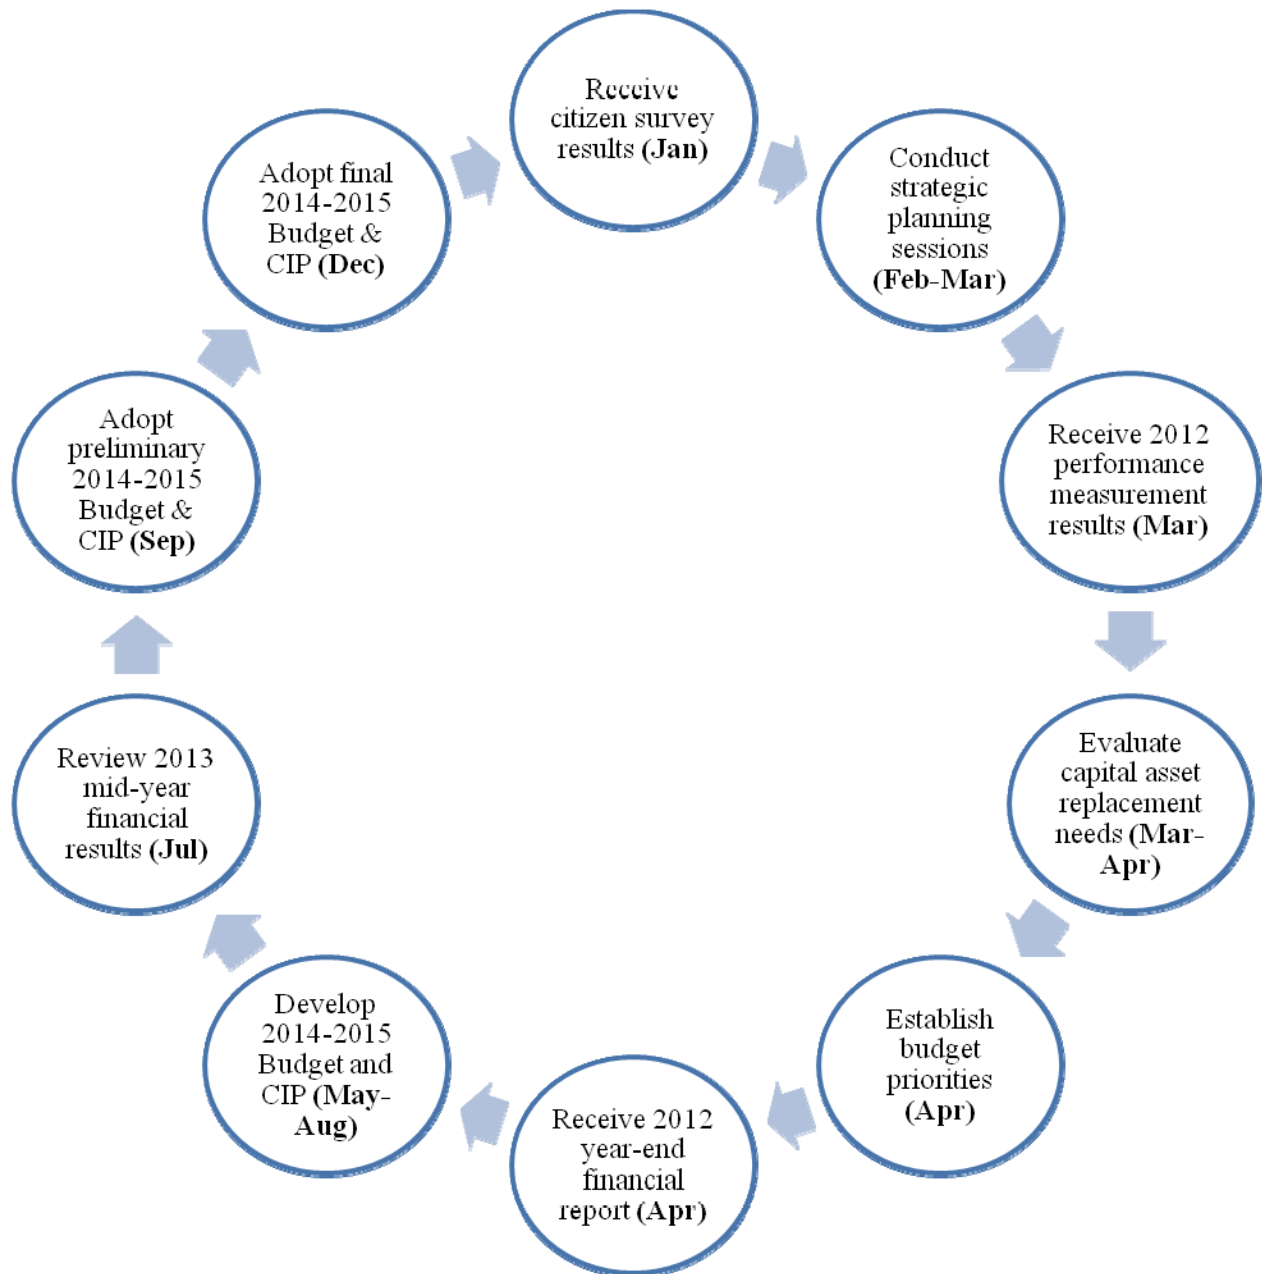 Receive
citizen survey
results (Jan)
Conduct
strategic
planning
sessions
(Feb-Mar)
Receive 2012
performance
measurement
results (Mar)
Evaluate
capital asset
replacement
needs (Mar-
Apr)
Establish
budget
priorities
(Apr)
Receive 2012
year-end
financial
report (Apr)
Develop
2014-2015
Budget and
CIP (May-
Aug)
Review 2013
mid-year
financial
results (Jul)
Adopt
preliminary
2014-2015
Budget &
CIP (Sep)
Adopt final
2014-2015
Budget &
CIP (Dec)